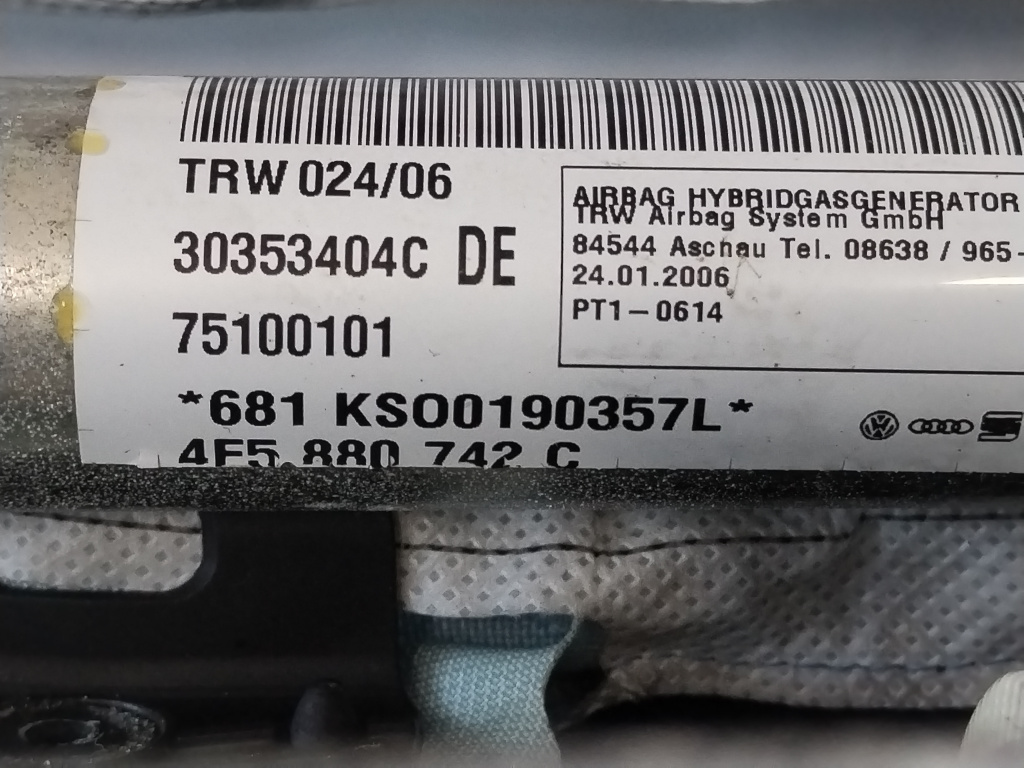 TRW 024/06
30353404C DE
75100101
*681 KSO0190357L*
4F5 880 742 C
AIRBAG HYBRIDGASGENERATOR
TRW Airbag System GmbH
84544 Aschau Tel. 08638 / 965-
24.01.2006
PT1-0614